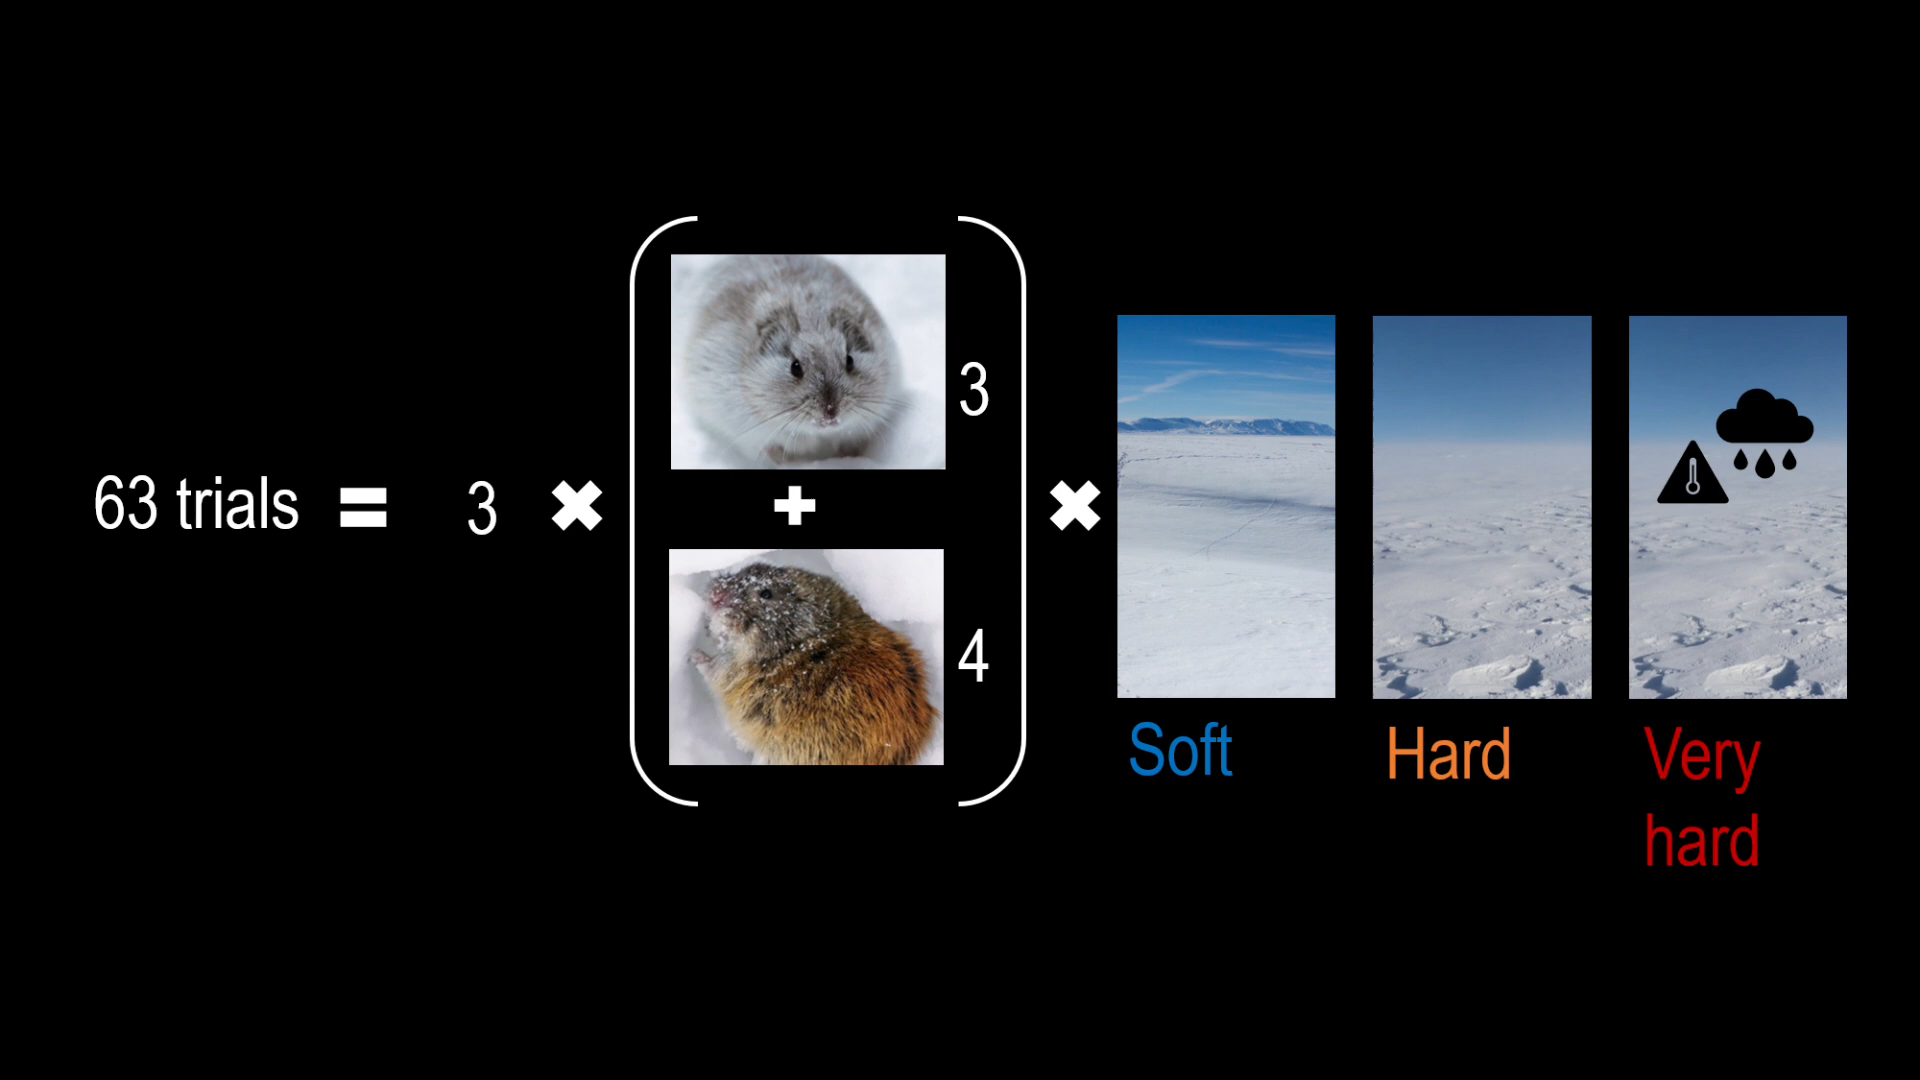 63 trials = 3 × ( 3
+
4 ) ×
Soft
Hard
Very
hard